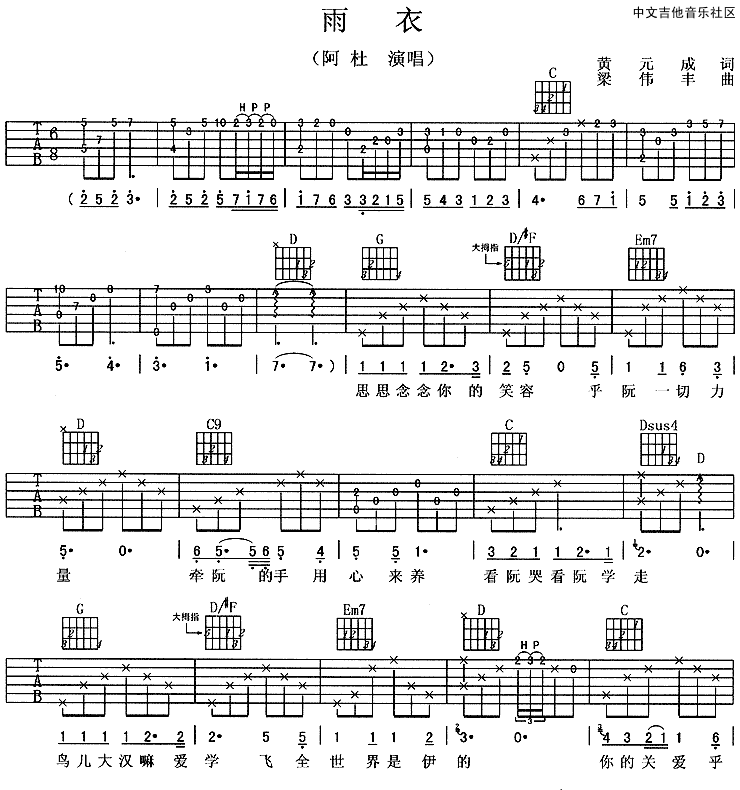 中文吉他音乐社区
雨 衣
(阿杜 演唱)
黄 元 成 词
梁 伟 丰 曲
C
H P P
D G 大拇指 D/#F Em7
思思念念你的笑容 乎阮一切力
D C9 C Dsus4 D
量 牵阮的手用心来养 看阮哭看阮学走
G 大拇指 D/#F Em7 D C
H P
鸟儿大汉嘛爱学飞全世界是伊的 你的关爱乎